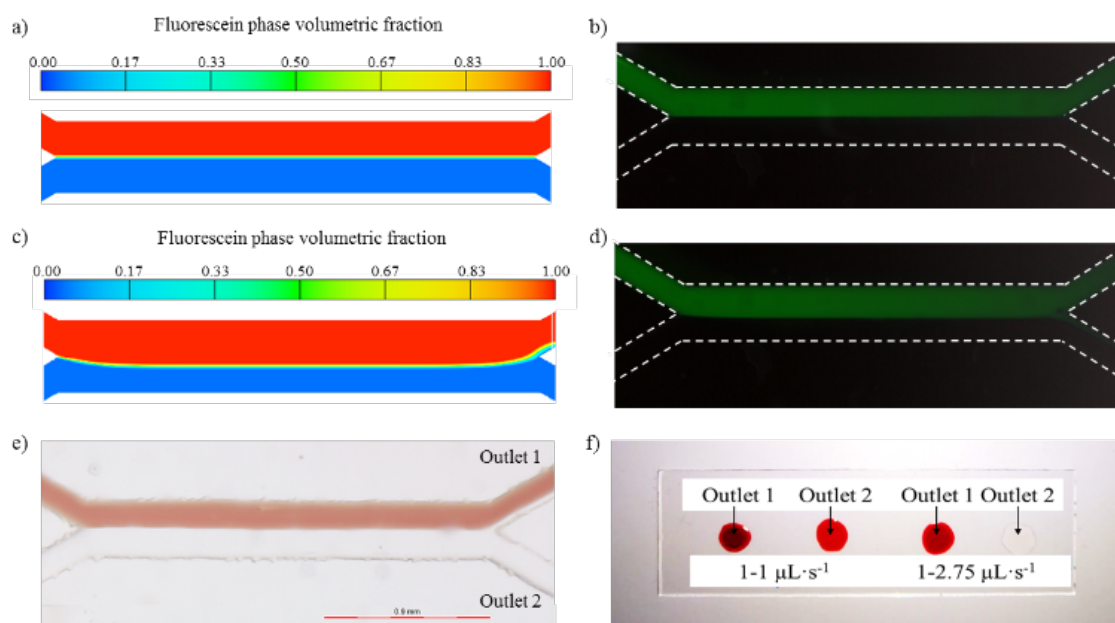 a)
Fluorescein phase volumetric fraction
0.00 0.17 0.33 0.50 0.67 0.83 1.00
b)
c)
Fluorescein phase volumetric fraction
0.00 0.17 0.33 0.50 0.67 0.83 1.00
d)
e)
Outlet 1
Outlet 2
0.8 mm
f)
Outlet 1 Outlet 2 Outlet 1 Outlet 2
1-1 μL·s⁻¹ 1-2.75 μL·s⁻¹